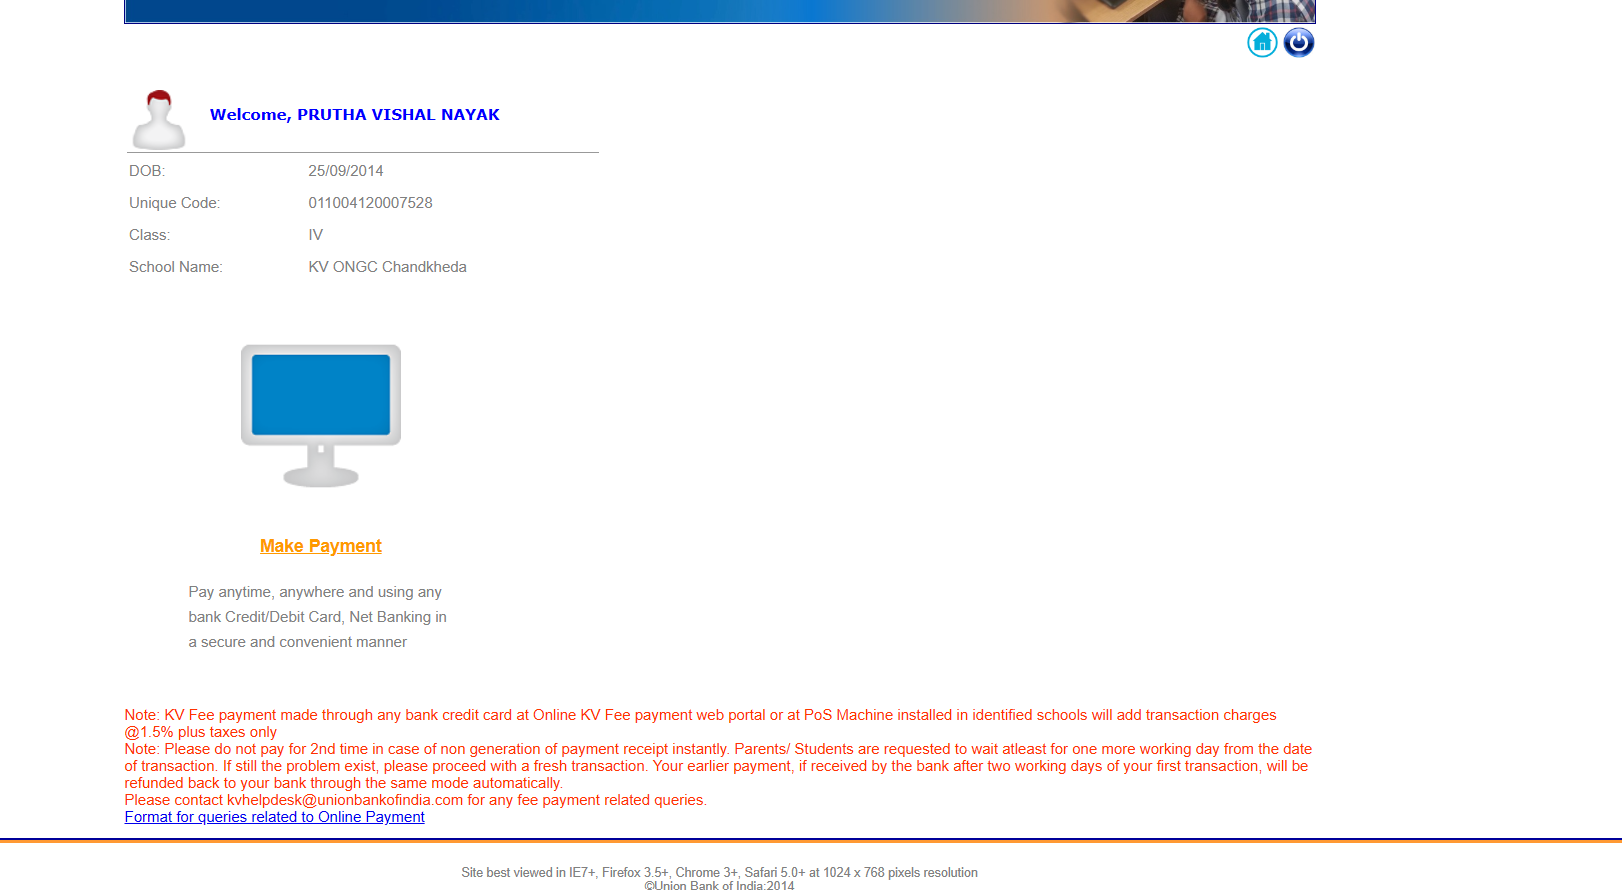 Welcome, PRUTHA VISHAL NAYAK
DOB: 25/09/2014
Unique Code: 011004120007528
Class: IV
School Name: KV ONGC Chandkheda
Make Payment
Pay anytime, anywhere and using any
bank Credit/Debit Card, Net Banking in
a secure and convenient manner
Note: KV Fee payment made through any bank credit card at Online KV Fee payment web portal or at PoS Machine installed in identified schools will add transaction charges
@1.5% plus taxes only
Note: Please do not pay for 2nd time in case of non generation of payment receipt instantly. Parents/ Students are requested to wait atleast for one more working day from the date
of transaction. If still the problem exist, please proceed with a fresh transaction. Your earlier payment, if received by the bank after two working days of your first transaction, will be
refunded back to your bank through the same mode automatically.
Please contact kvhelpdesk@unionbankofindia.com for any fee payment related queries.
Format for queries related to Online Payment
Site best viewed in IE7+, Firefox 3.5+, Chrome 3+, Safari 5.0+ at 1024 x 768 pixels resolution
©Union Bank of India:2014